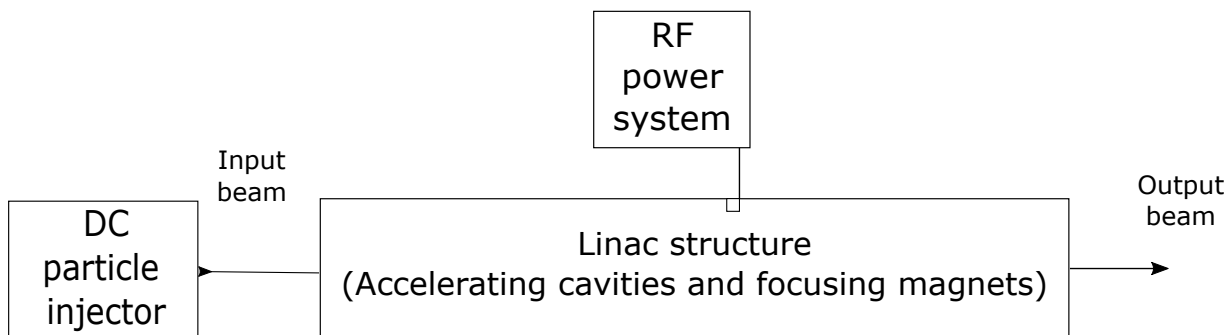 RF
power
system
Input
beam
Output
beam
DC
particle
injector
Linac structure
(Accelerating cavities and focusing magnets)